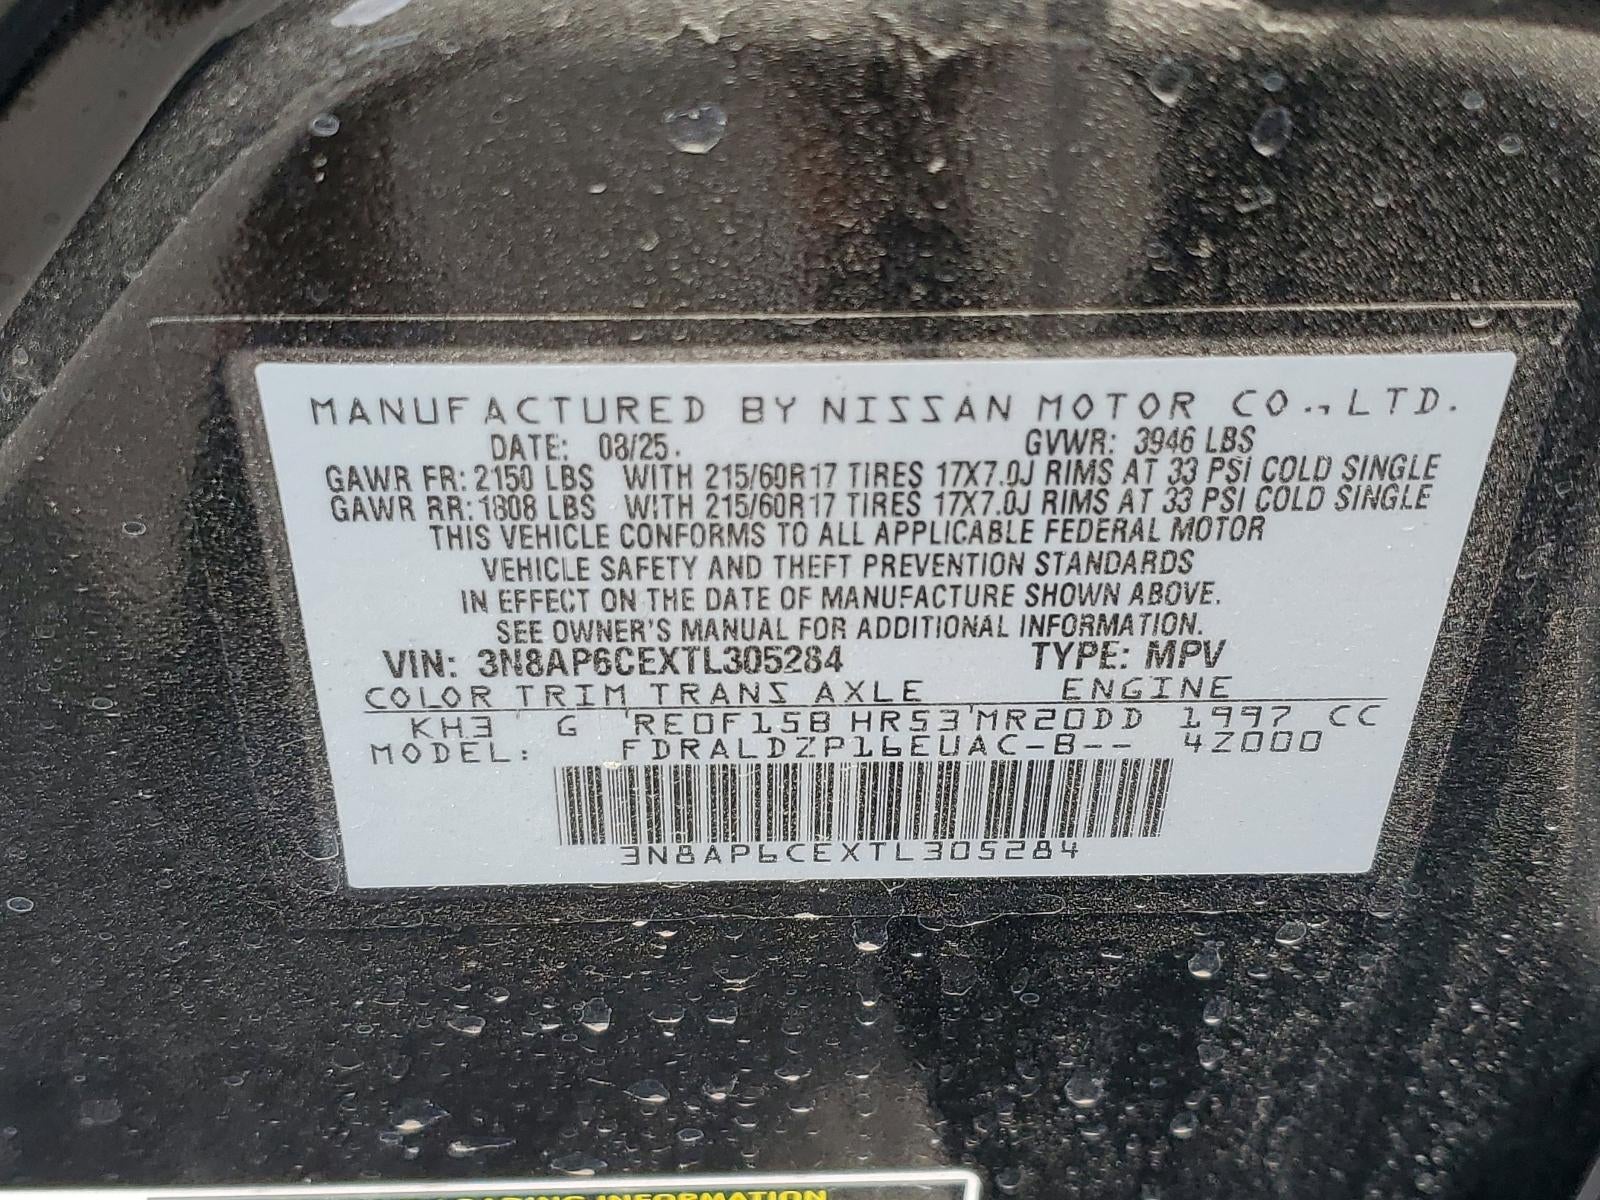 MANUFACTURED BY NISSAN MOTOR CO., LTD.
DATE: 08/25. GVWR: 3946 LBS
GAWR FR: 2150 LBS WITH 215/60R17 TIRES 17X7.0J RIMS AT 33 PSI COLD SINGLE
GAWR RR: 1808 LBS WITH 215/60R17 TIRES 17X7.0J RIMS AT 33 PSI COLD SINGLE
THIS VEHICLE CONFORMS TO ALL APPLICABLE FEDERAL MOTOR
VEHICLE SAFETY AND THEFT PREVENTION STANDARDS
IN EFFECT ON THE DATE OF MANUFACTURE SHOWN ABOVE.
SEE OWNER'S MANUAL FOR ADDITIONAL INFORMATION.
VIN: 3N8AP6CEXTL305284 TYPE: MPV
COLOR TRIM TRANS AXLE ENGINE
KH3 G RE0F15B HR53 MR20DD 1997 CC
MODEL: FDRALDZP16EUAC-B-- 4Z000
3N8AP6CEXTL305284
LOADING INFORMATION